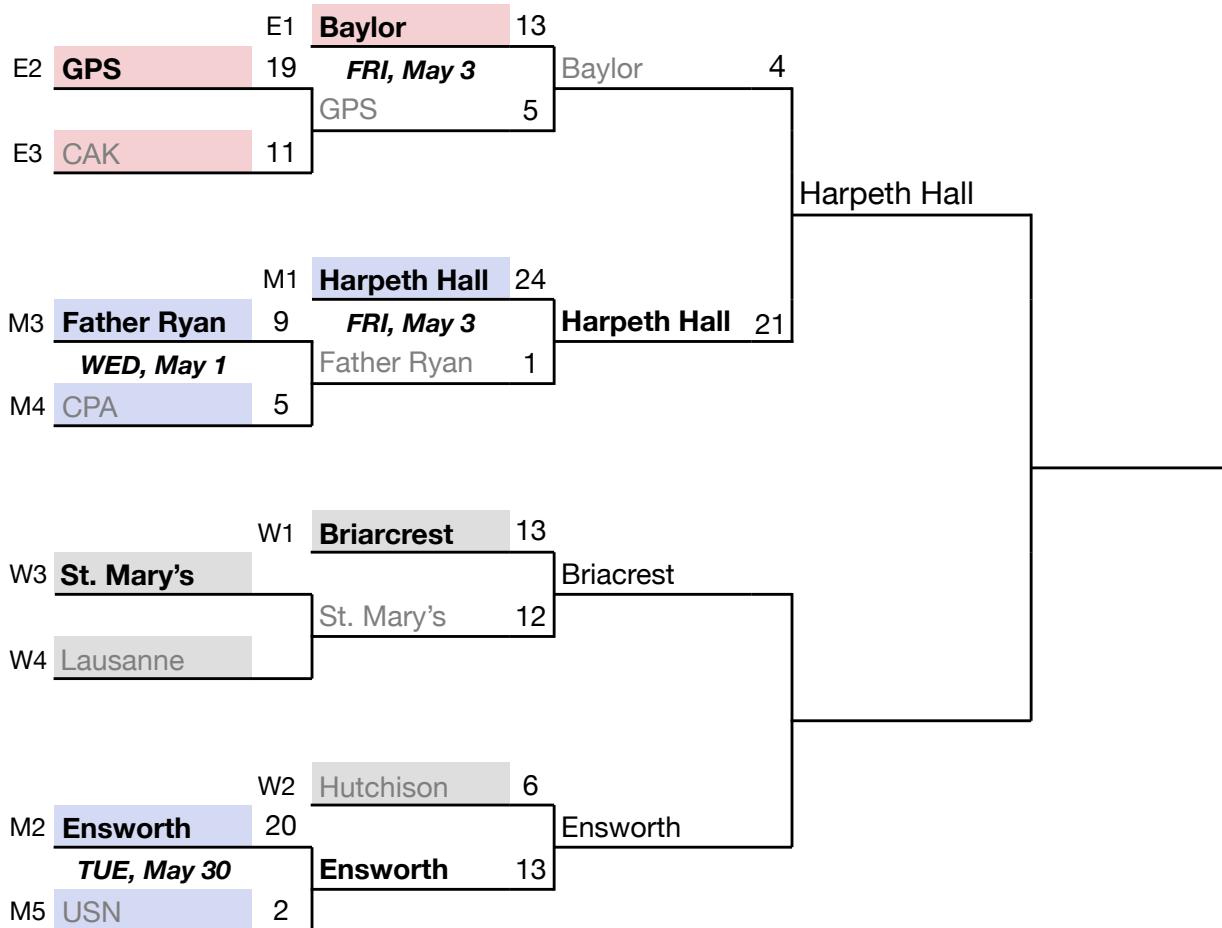 E1 Baylor 13
E2 GPS 19 FRI, May 3 Baylor 4
GPS 5
E3 CAK 11
Harpeth Hall
M1 Harpeth Hall 24
M3 Father Ryan 9 FRI, May 3 Harpeth Hall 21
WED, May 1 Father Ryan 1
M4 CPA 5
W1 Briarcrest 13
W3 St. Mary’s Briacrest
St. Mary’s 12
W4 Lausanne
W2 Hutchison 6
M2 Ensworth 20 Ensworth
TUE, May 30 Ensworth 13
M5 USN 2